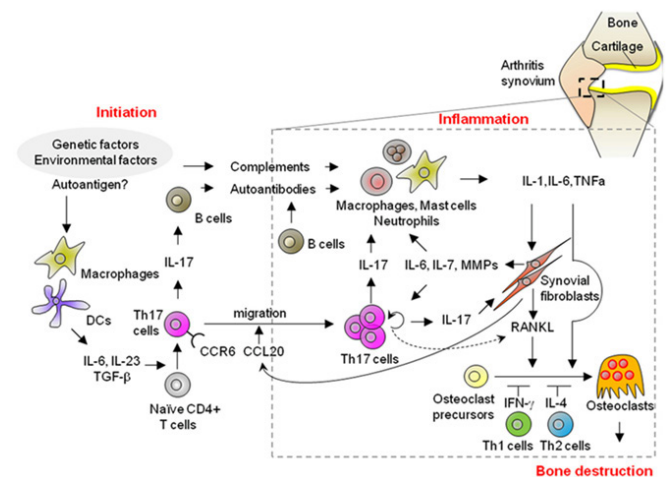 Bone
Cartilage
Arthritis
synovium
Initiation
Inflammation
Genetic factors
Environmental factors
Autoantigen?
Complements
Autoantibodies
B cells
B cells
Macrophages, Mast cells
Neutrophils
IL-1,IL-6,TNFa
Macrophages
DCs
IL-17
IL-17
IL-6, IL-7, MMPs
Synovial
fibroblasts
Th17
cells
migration
CCR6
CCL20
Th17 cells
IL-17
RANKL
IL-6, IL-23
TGF-β
Naïve CD4+
T cells
Osteoclast
precursors
IFN-γ
IL-4
Osteoclasts
Th1 cells
Th2 cells
Bone destruction